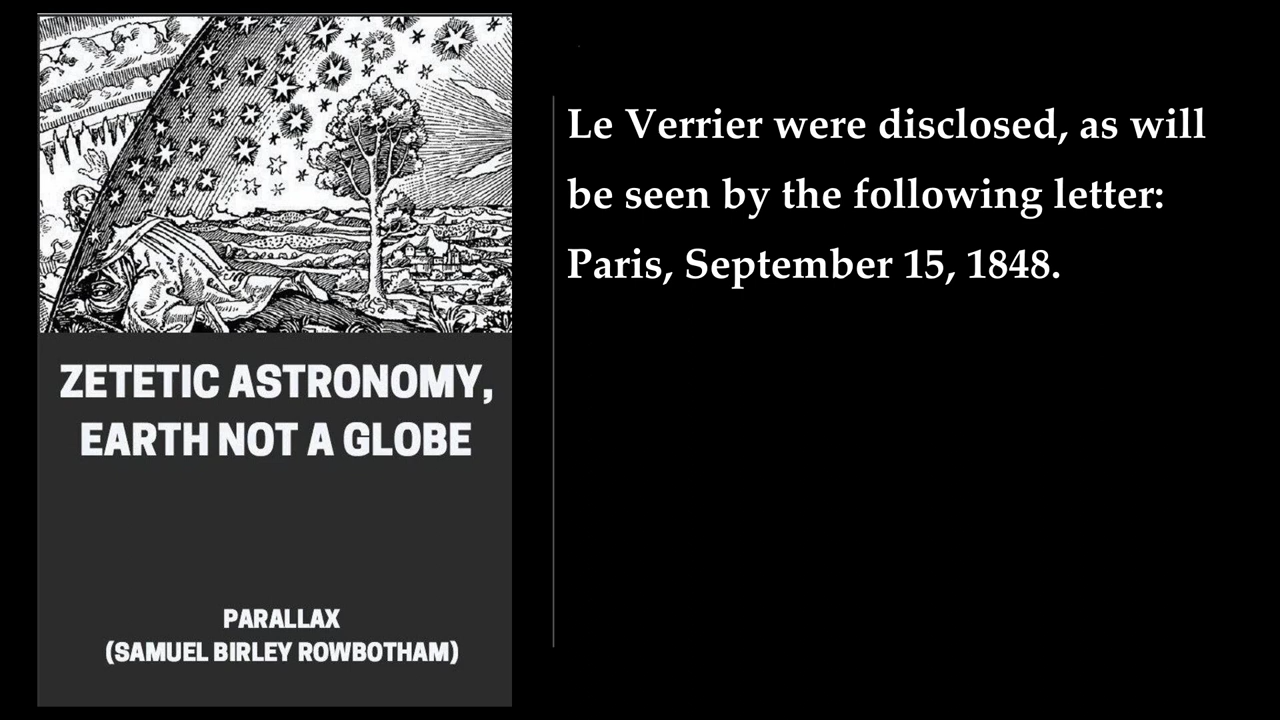 ZETETIC ASTRONOMY,
EARTH NOT A GLOBE
PARALLAX
(SAMUEL BIRLEY ROWBOTHAM)
Le Verrier were disclosed, as will
be seen by the following letter:
Paris, September 15, 1848.